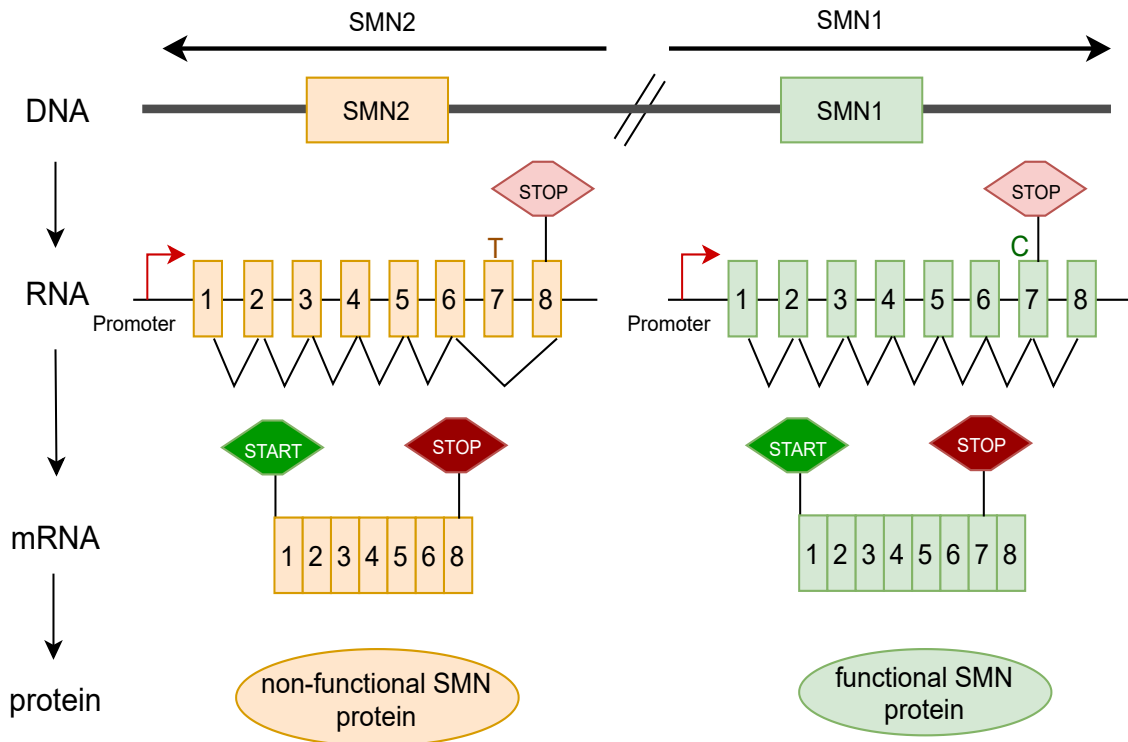 SMN2
SMN1
DNA
SMN2
SMN1
STOP
STOP
T
C
RNA
1 2 3 4 5 6 7 8
1 2 3 4 5 6 7 8
Promoter
Promoter
START
STOP
START
STOP
mRNA
1 2 3 4 5 6 8
1 2 3 4 5 6 7 8
protein
non-functional SMN
protein
functional SMN
protein